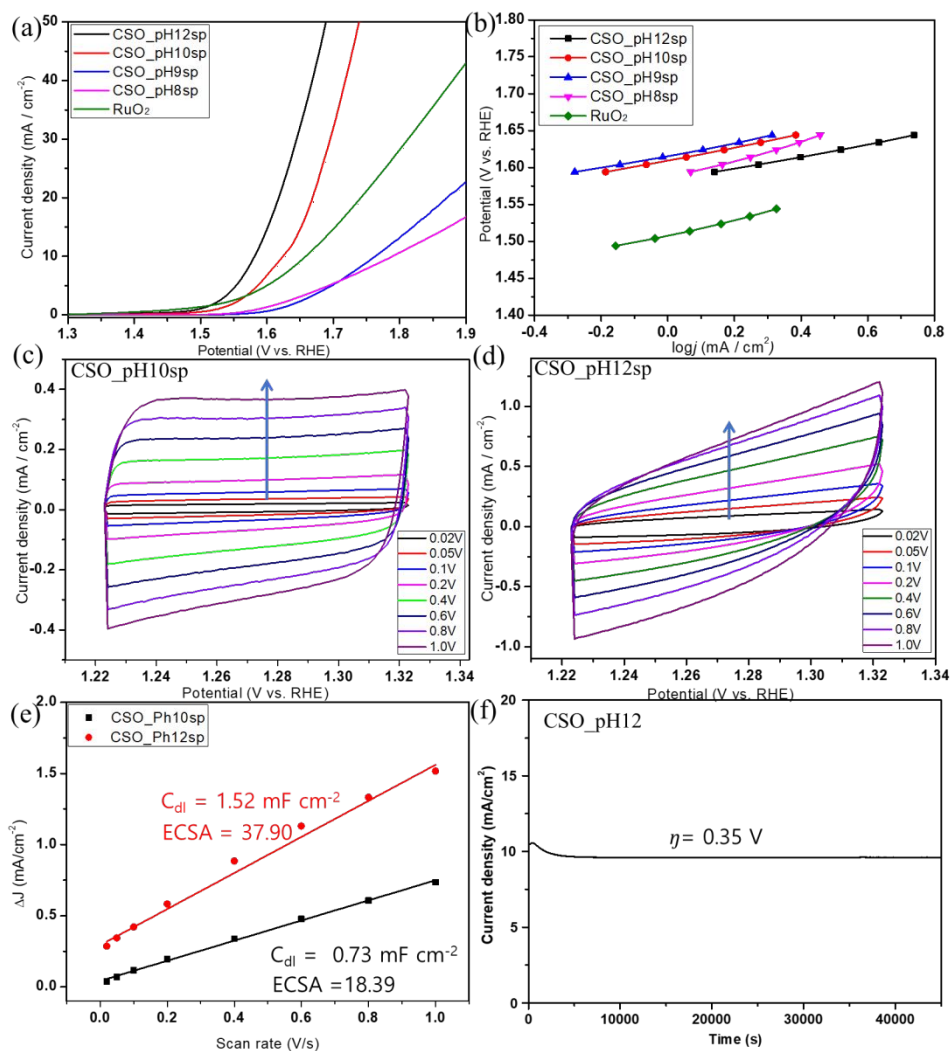 (a)
CSO_pH12sp
CSO_pH10sp
CSO_pH9sp
CSO_pH8sp
RuO₂
Current density (mA / cm⁻²)
50
40
30
20
10
0
1.3 1.4 1.5 1.6 1.7 1.8 1.9
Potential (V vs. RHE)
(b)
CSO_pH12sp
CSO_pH10sp
CSO_pH9sp
CSO_pH8sp
RuO₂
Potential (V vs. RHE)
1.80
1.75
1.70
1.65
1.60
1.55
1.50
1.45
1.40
-0.4 -0.2 0.0 0.2 0.4 0.6 0.8
logj (mA / cm²)
(c)
CSO_pH10sp
Current density (mA / cm⁻²)
0.4
0.2
0.0
-0.2
-0.4
0.02V
0.05V
0.1V
0.2V
0.4V
0.6V
0.8V
1.0V
1.22 1.24 1.26 1.28 1.30 1.32 1.34
Potential (V vs. RHE)
(d)
CSO_pH12sp
Current density (mA / cm⁻²)
1.0
0.5
0.0
-0.5
-1.0
0.02V
0.05V
0.1V
0.2V
0.4V
0.6V
0.8V
1.0V
1.22 1.24 1.26 1.28 1.30 1.32 1.34
Potential (V vs. RHE)
(e)
CSO_Ph10sp
CSO_Ph12sp
C_dl = 1.52 mF cm⁻²
ECSA = 37.90
C_dl = 0.73 mF cm⁻²
ECSA =18.39
ΔJ (mA/cm⁻²)
2.0
1.5
1.0
0.5
0.0
0.0 0.2 0.4 0.6 0.8 1.0
Scan rate (V/s)
(f)
CSO_pH12
η= 0.35 V
Current density (mA/cm²)
20
15
10
5
0
0 10000 20000 30000 40000
Time (s)